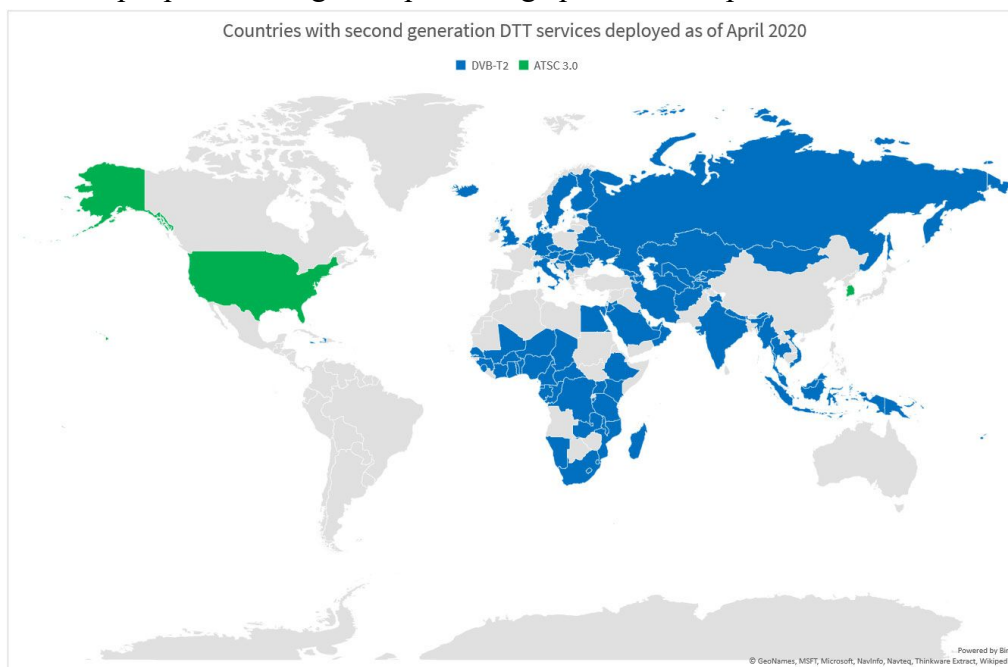 Countries with second generation DTT services deployed as of April 2020
DVB-T2 ATSC 3.0
Powered by Bi
© GeoNames, MSFT, Microsoft, NavInfo, Navteq, Thinkware Extract, Wikiped